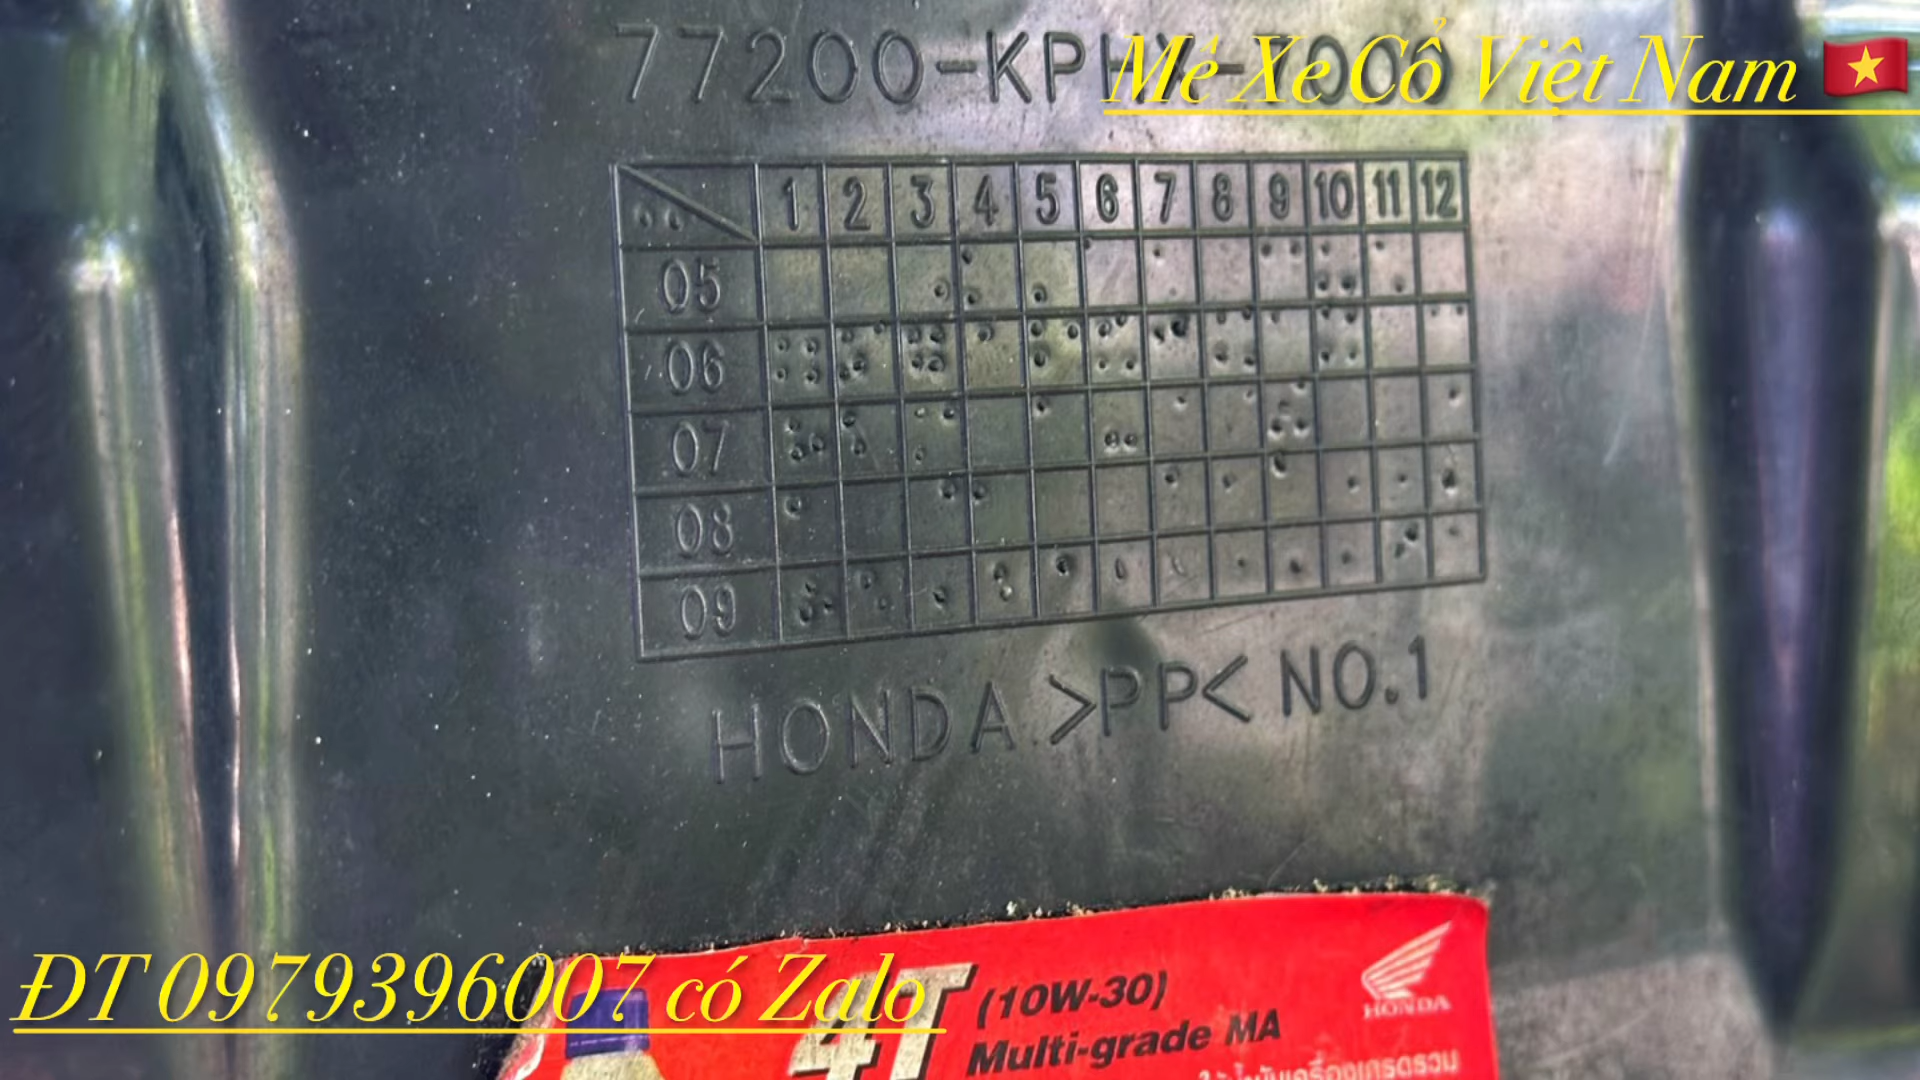 77200-KPH
Mê Xe Cổ Việt Nam 🇻🇳
1 2 3 4 5 6 7 8 9 10 11 12
05
06
07
08
09
HONDA >PP< NO.1
ĐT 0979396007 có Zalo
4T (10W-30)
Multi-grade MA
HONDA